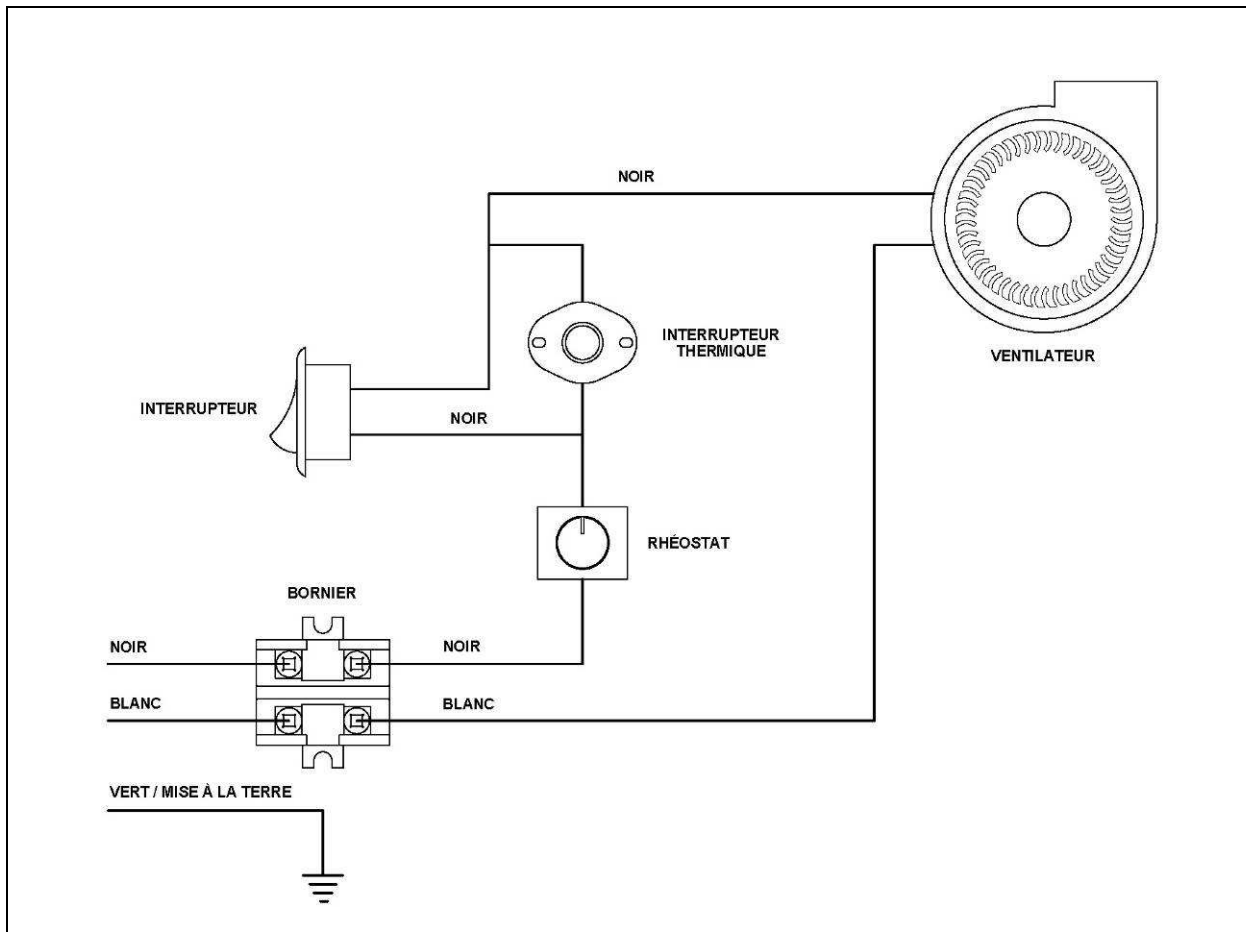 NOIR
INTERRUPTEUR
THERMIQUE
VENTILATEUR
INTERRUPTEUR
NOIR
RHÉOSTAT
BORNIER
NOIR
NOIR
BLANC
BLANC
VERT / MISE À LA TERRE